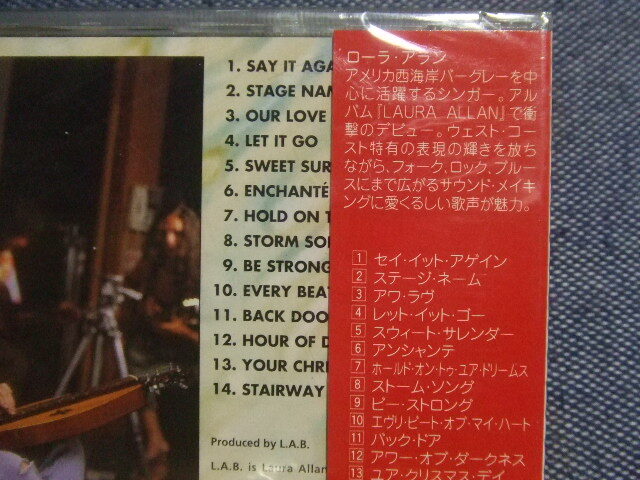 1. SAY IT AGA
2. STAGE NAM
3. OUR LOVE
4. LET IT GO
5. SWEET SUR
6. ENCHANTÉ
7. HOLD ON T
8. STORM SO
9. BE STRONG
10. EVERY BEA
11. BACK DOO
12. HOUR OF D
13. YOUR CHR
14. STAIRWAY
Produced by L.A.B.
L.A.B. is Laura Allan
ローラ・アラン
アメリカ西海岸バークレーを中
心に活躍するシンガー。アル
バム『LAURA ALLAN』で衝
撃のデビュー。ウェスト・コー
スト特有の表現の輝きを放ち
ながら、フォーク、ロック、ブルー
スにまで広がるサウンド・メイキ
ングに愛くるしい歌声が魅力。
1 セイ・イット・アゲイン
2 ステージ・ネーム
3 アワ・ラヴ
4 レット・イット・ゴー
5 スウィート・サレンダー
6 アンシャンテ
7 ホールド・オン・トゥ・ユア・ドリームス
8 ストーム・ソング
9 ビー・ストロング
10 エヴリ・ビート・オブ・マイ・ハート
11 バック・ドア
12 アワー・オブ・ダークネス
13 ユア・クリスマス・デイ